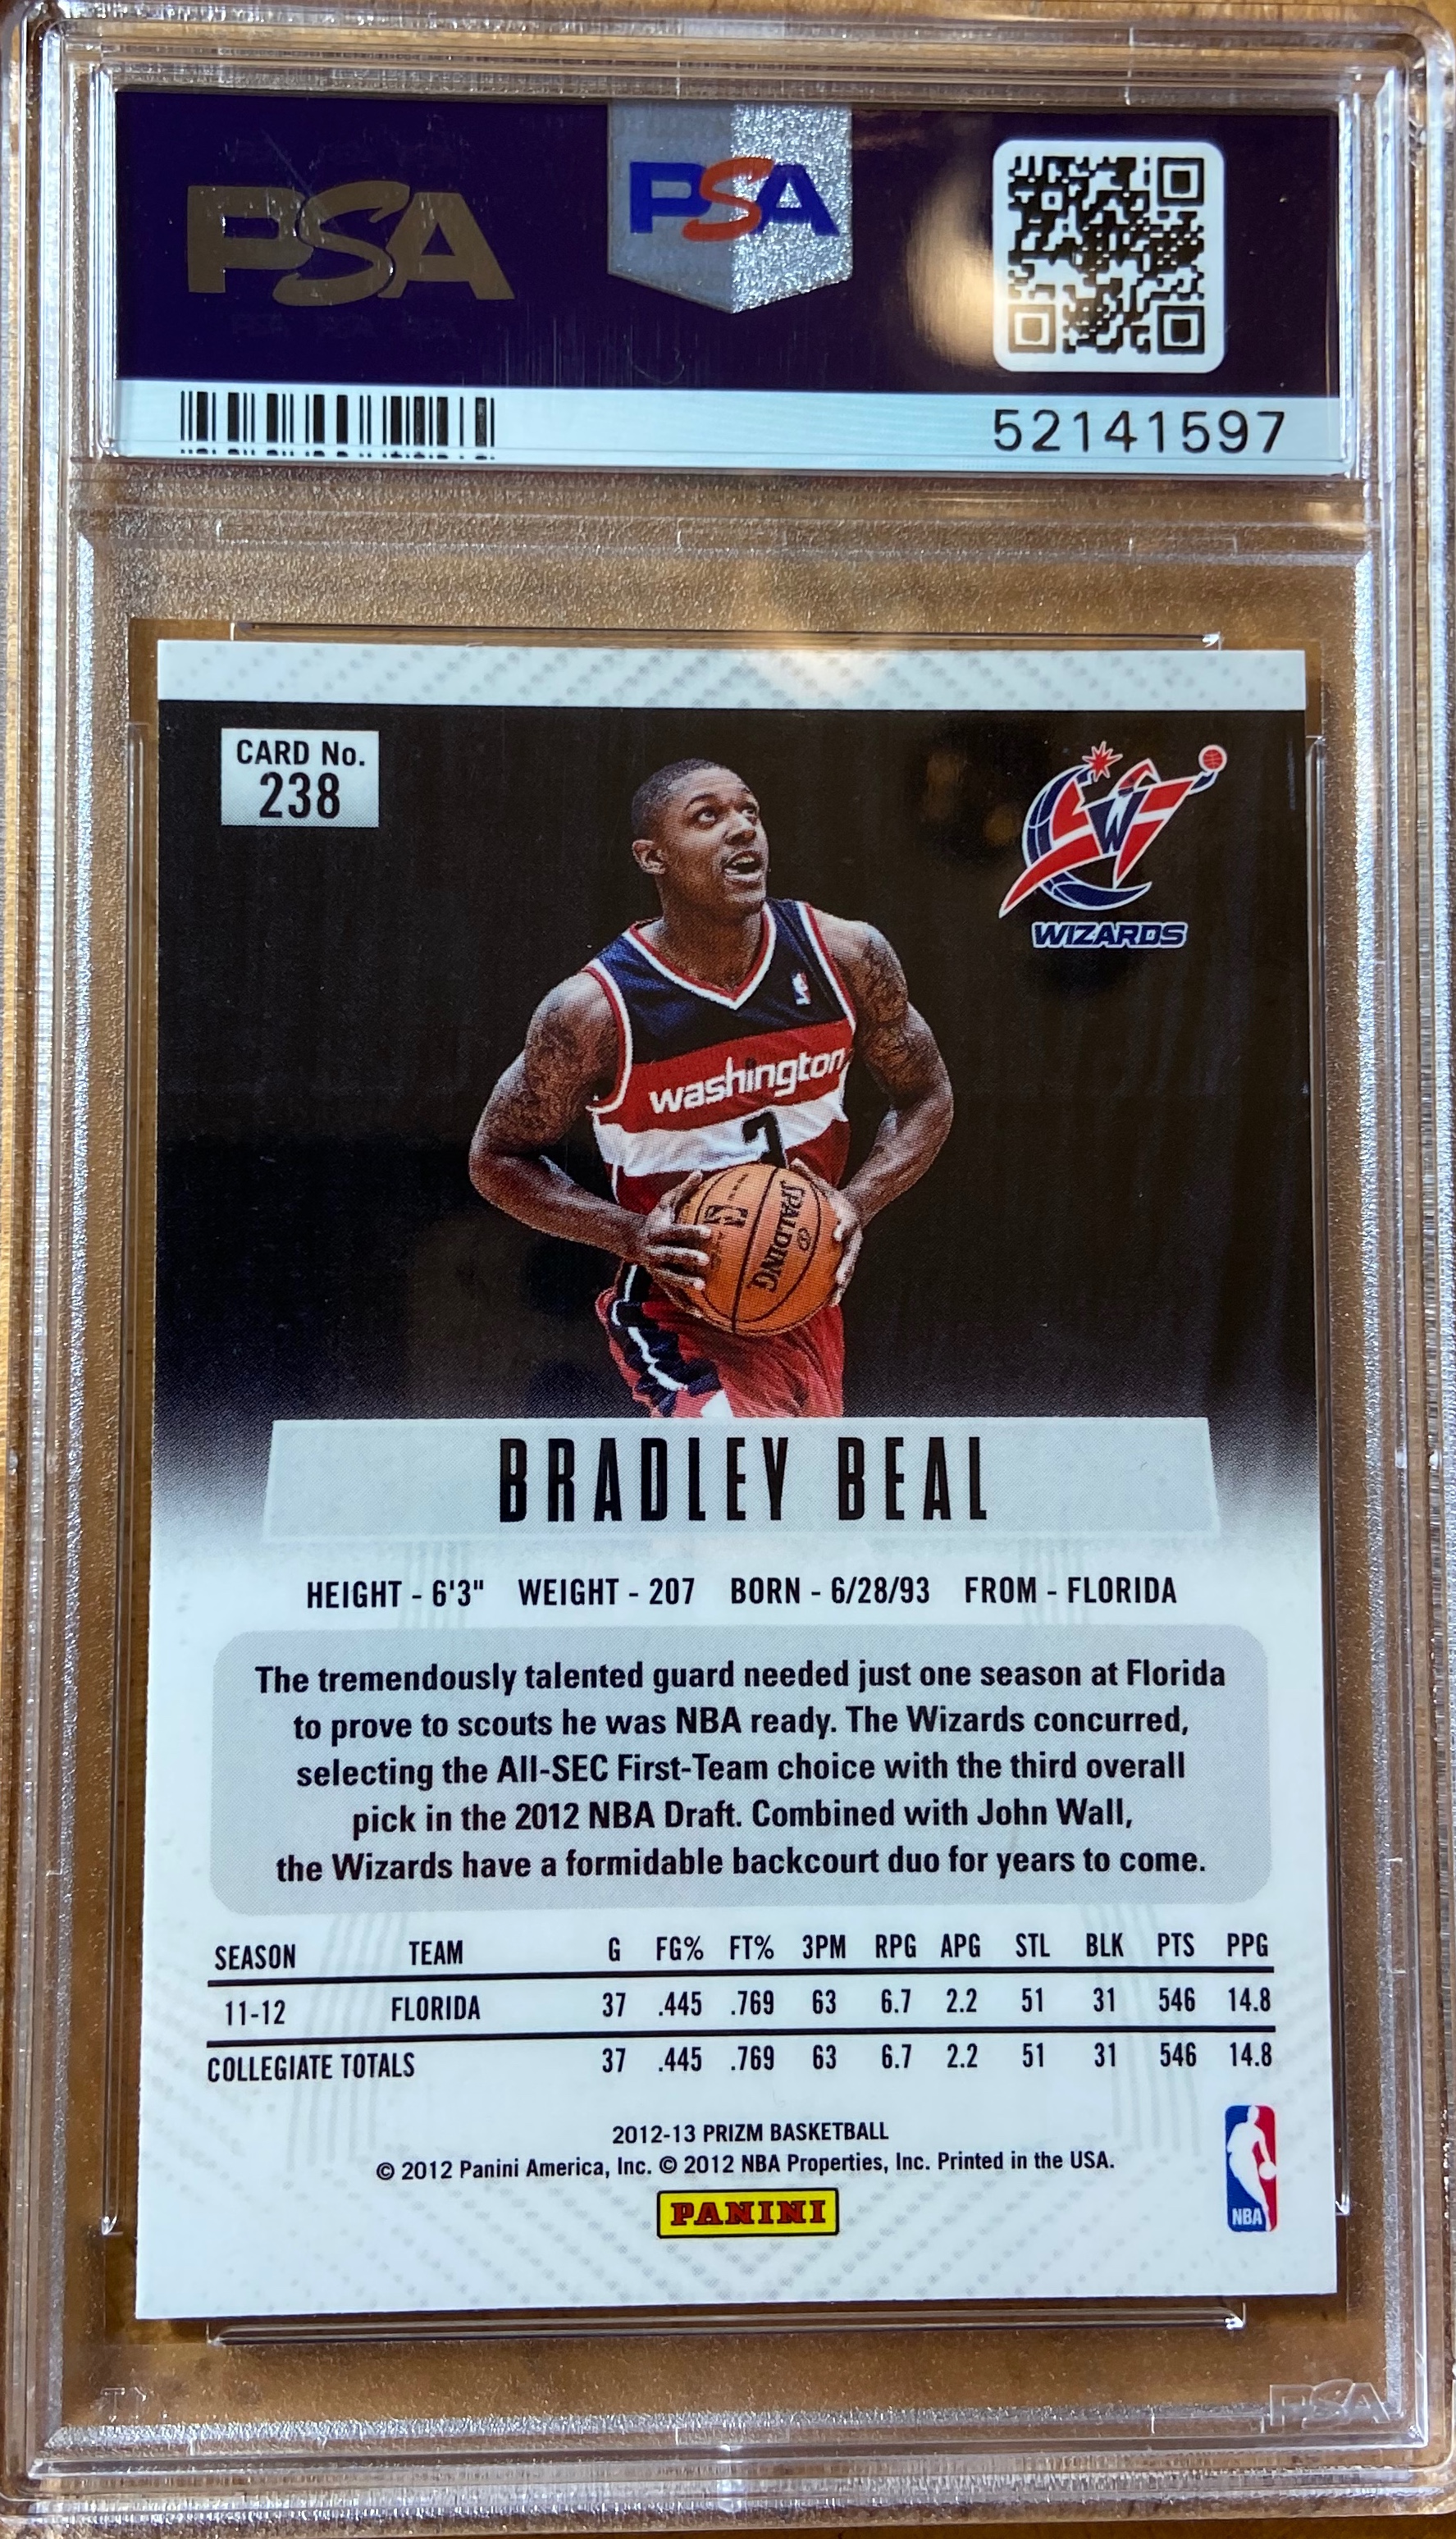 PSA
PSA
52141597
CARD No.
238
WIZARDS
washington
SPALDING
BRADLEY BEAL
HEIGHT - 6'3" WEIGHT - 207 BORN - 6/28/93 FROM - FLORIDA
The tremendously talented guard needed just one season at Florida
to prove to scouts he was NBA ready. The Wizards concurred,
selecting the All-SEC First-Team choice with the third overall
pick in the 2012 NBA Draft. Combined with John Wall,
the Wizards have a formidable backcourt duo for years to come.
SEASON TEAM G FG% FT% 3PM RPG APG STL BLK PTS PPG
11-12 FLORIDA 37 .445 .769 63 6.7 2.2 51 31 546 14.8
COLLEGIATE TOTALS 37 .445 .769 63 6.7 2.2 51 31 546 14.8
2012-13 PRIZM BASKETBALL
© 2012 Panini America, Inc. © 2012 NBA Properties, Inc. Printed in the USA.
PANINI
NBA
PSA